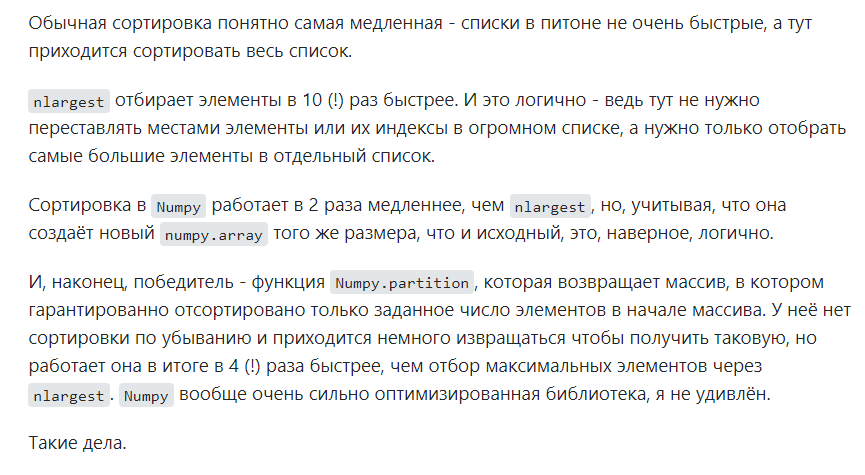 Обычная сортировка понятно самая медленная - списки в питоне не очень быстрые, а тут
приходится сортировать весь список.
nlargest отбирает элементы в 10 (!) раз быстрее. И это логично - ведь тут не нужно
переставлять местами элементы или их индексы в огромном списке, а нужно только отобрать
самые большие элементы в отдельный список.
Сортировка в Numpy работает в 2 раза медленнее, чем nlargest, но, учитывая, что она
создаёт новый numpy.array того же размера, что и исходный, это, наверное, логично.
И, наконец, победитель - функция Numpy.partition, которая возвращает массив, в котором
гарантированно отсортировано только заданное число элементов в начале массива. У неё нет
сортировки по убыванию и приходится немного извращаться чтобы получить таковую, но
работает она в итоге в 4 (!) раза быстрее, чем отбор максимальных элементов через
nlargest. Numpy вообще очень сильно оптимизированная библиотека, я не удивлён.
Такие дела.